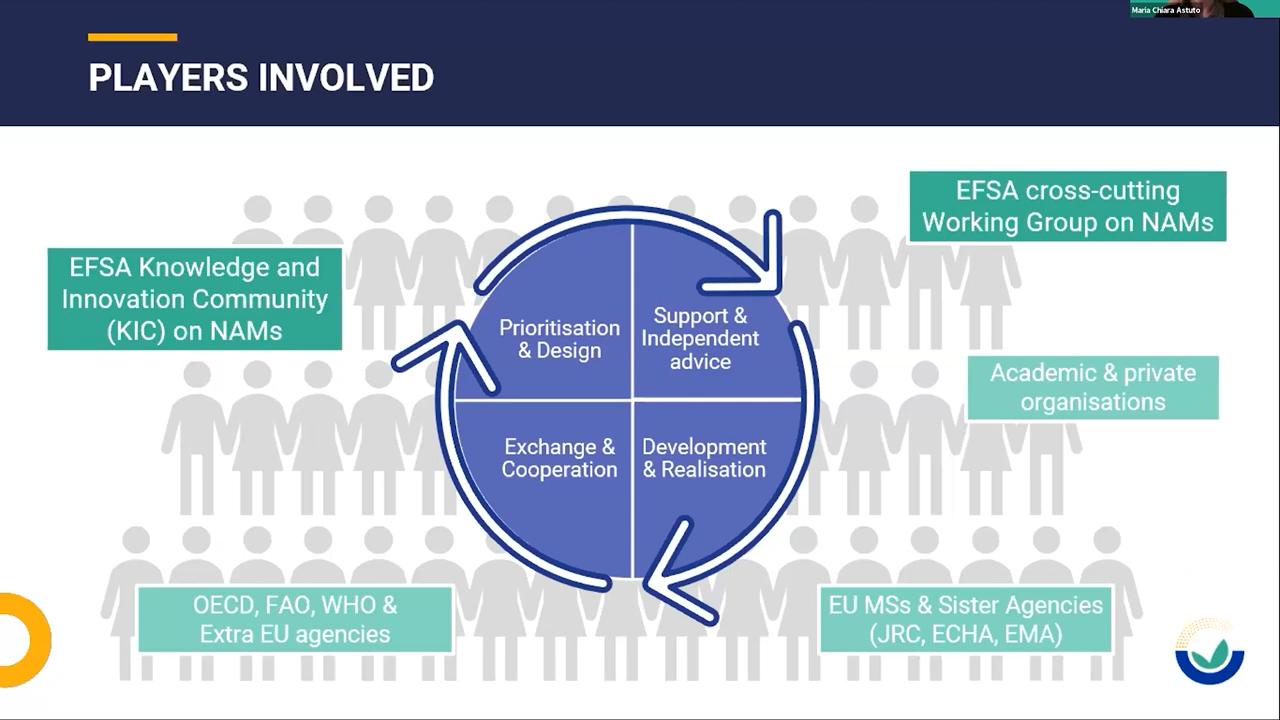 Maria Chiara Astuto
PLAYERS INVOLVED
EFSA cross-cutting
Working Group on NAMs
EFSA Knowledge and
Innovation Community
(KIC) on NAMs
Prioritisation
& Design
Support &
Independent
advice
Academic & private
organisations
Exchange &
Cooperation
Development
& Realisation
OECD, FAO, WHO &
Extra EU agencies
EU MSs & Sister Agencies
(JRC, ECHA, EMA)